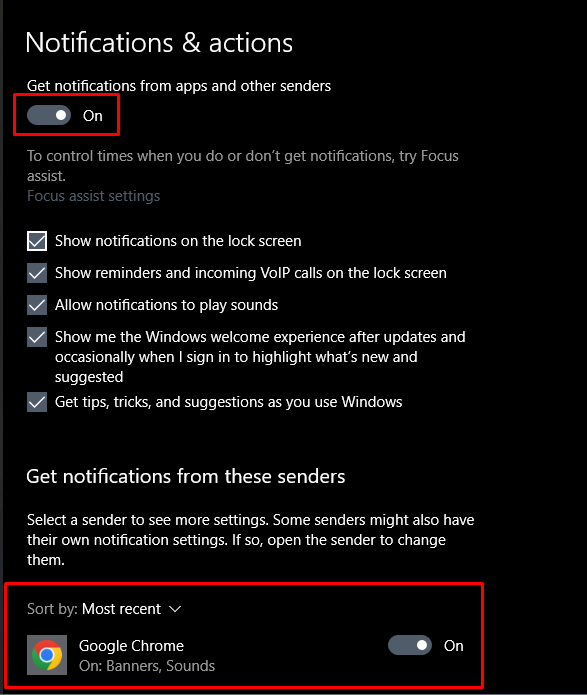 Notifications & actions
Get notifications from apps and other senders
On
To control times when you do or don't get notifications, try Focus
assist.
Focus assist settings
Show notifications on the lock screen
Show reminders and incoming VoIP calls on the lock screen
Allow notifications to play sounds
Show me the Windows welcome experience after updates and
occasionally when I sign in to highlight what's new and
suggested
Get tips, tricks, and suggestions as you use Windows
Get notifications from these senders
Select a sender to see more settings. Some senders might also have
their own notification settings. If so, open the sender to change
them.
Sort by: Most recent
Google Chrome
On
On: Banners, Sounds